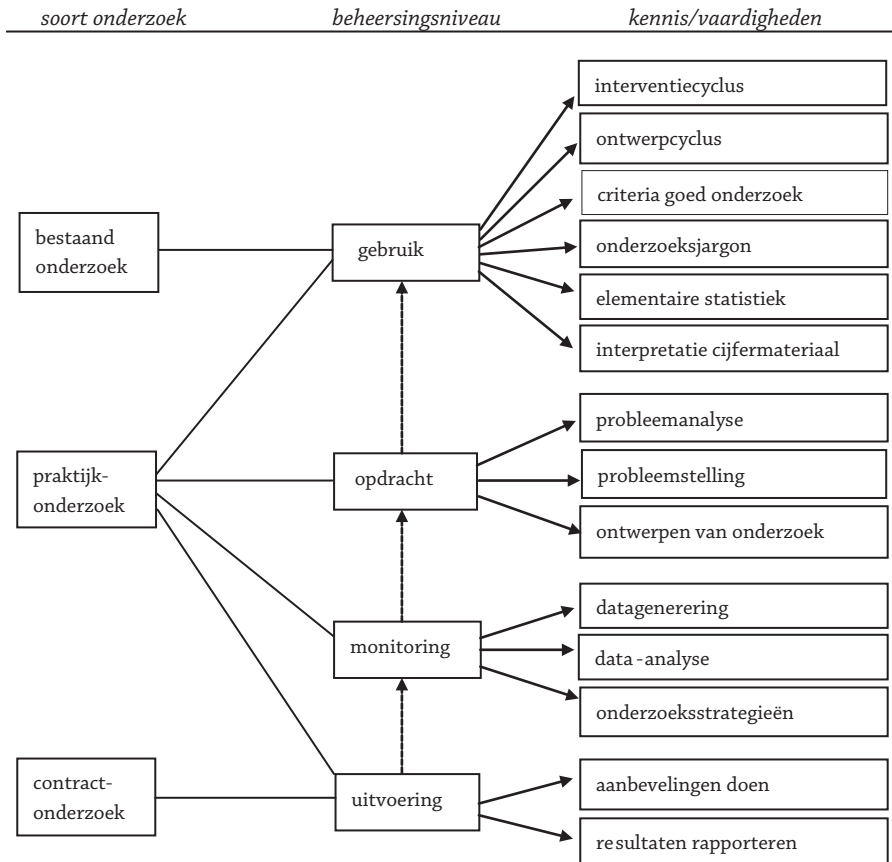 soort onderzoek
beheersingsniveau
kennis/vaardigheden
bestaand
onderzoek
praktijk-
onderzoek
contract-
onderzoek
gebruik
opdracht
monitoring
uitvoering
interventiecyclus
ontwerpcyclus
criteria goed onderzoek
onderzoeksjargon
elementaire statistiek
interpretatie cijfermateriaal
probleemanalyse
probleemstelling
ontwerpen van onderzoek
datagenerering
data-analyse
onderzoeksstrategieën
aanbevelingen doen
resultaten rapporteren